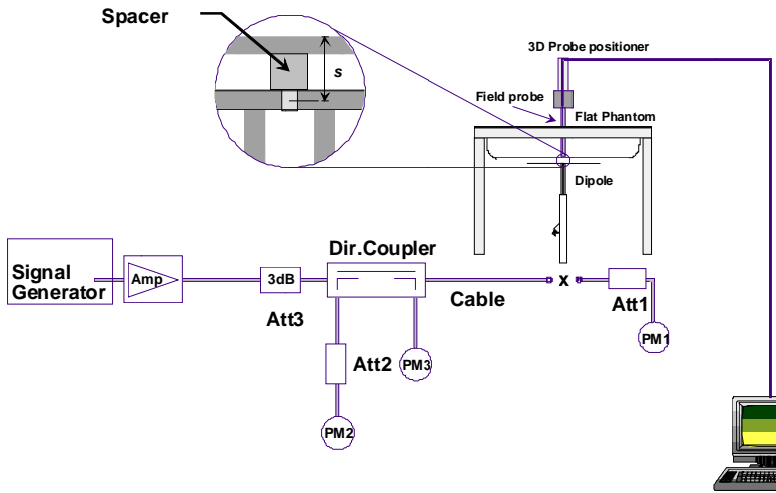 Spacer
s
3D Probe positioner
Field probe
Flat Phantom
Dipole
Signal
Generator
Amp
3dB
Att3
Dir.Coupler
Cable
x
Att1
PM1
Att2
PM3
PM2